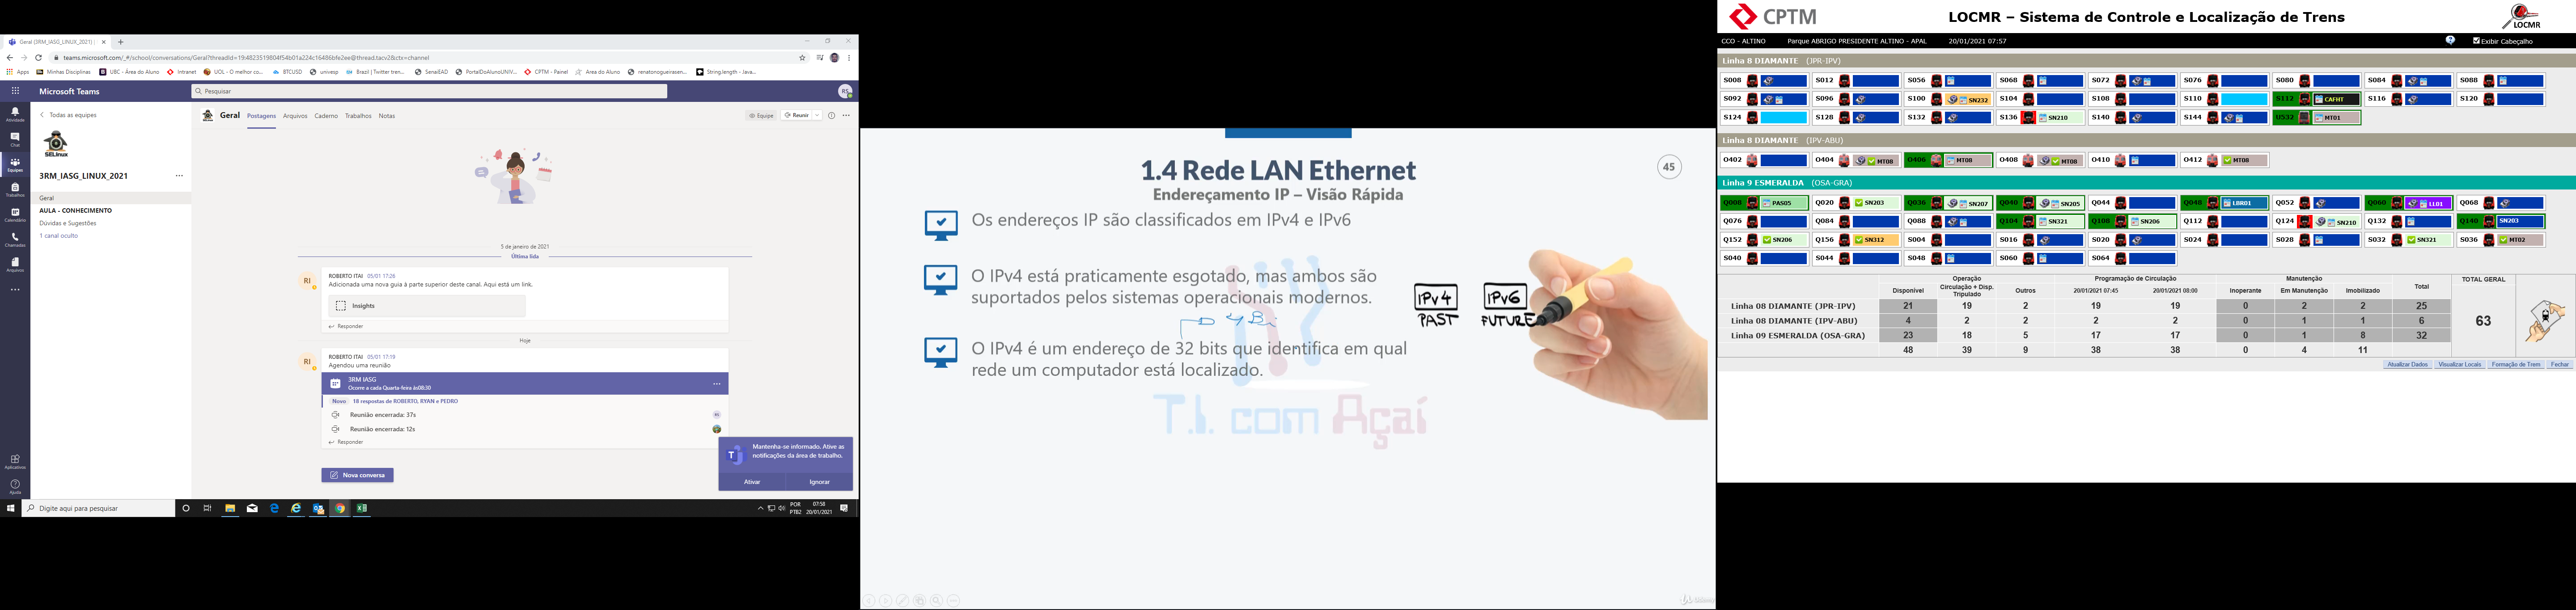 Geral (3RM_IASG_LINUX_2021) |
teams.microsoft.com/_#/school/conversations/Geral?threadId=19:4823519804f54b01a224c16486bfe2ee@thread.tacv2&ctx=channel
Apps Minhas Disciplinas UBC - Área do Aluno Intranet UOL - O melhor co... BTCUSD univesp Brazil | Twitter tren... SenaiEAD PortalDoAlunoUNIV... CPTM - Painel Area do Aluno renatonogueirasen... String.length - Java...
Microsoft Teams
Pesquisar
RS
Atividade
Chat
Equipes
Trabalhos
Calendário
Chamadas
Arquivos
Aplicativos
Ajuda
Todas as equipes
SELinux
3RM_IASG_LINUX_2021
Geral
AULA - CONHECIMENTO
Dúvidas e Sugestões
1 canal oculto
Geral Postagens Arquivos Caderno Trabalhos Notas
Equipe Reunir
5 de janeiro de 2021
Última lida
RI
ROBERTO ITAI 05/01 17:26
Adicionada uma nova guia à parte superior deste canal. Aqui está um link.
Insights
Responder
Hoje
RI
ROBERTO ITAI 05/01 17:19
Agendou uma reunião
3RM IASG
Ocorre a cada Quarta-feira às08:30
Novo 18 respostas de ROBERTO, RYAN e PEDRO
Reunião encerrada: 37s
Reunião encerrada: 12s
Responder
Nova conversa
Mantenha-se informado. Ative as
notificações da área de trabalho.
Ativar Ignorar
Digite aqui para pesquisar
POR
PTB2
07:58
20/01/2021
1.4 Rede LAN Ethernet
45
Endereçamento IP – Visão Rápida
Os endereços IP são classificados em IPv4 e IPv6
O IPv4 está praticamente esgotado, mas ambos são
suportados pelos sistemas operacionais modernos.
O IPv4 é um endereço de 32 bits que identifica em qual
rede um computador está localizado.
IPv4 IPv6
PAST FUTURE
T.I. com Açaí
CPTM
LOCMR – Sistema de Controle e Localização de Trens
LOCMR
CCO - ALTINO Parque ABRIGO PRESIDENTE ALTINO - APAL 20/01/2021 07:57
Exibir Cabeçalho
Linha 8 DIAMANTE (JPR-IPV)
S008 S012 S056 S068 S072 S076 S080 S084 S088
S092 S096 S100 SN232 S104 S108 S110 S112 CAFHT S116 S120
S124 S128 S132 S136 SN210 S140 S144 U532 MT01
Linha 8 DIAMANTE (IPV-ABU)
O402 O404 MT08 O406 MT08 O408 MT08 O410 O412 MT08
Linha 9 ESMERALDA (OSA-GRA)
Q008 PAS05 Q020 SN203 Q036 SN207 Q040 SN205 Q044 Q048 LBR01 Q052 Q060 LL01 Q068
Q076 Q084 Q088 Q104 SN321 Q108 SN206 Q112 Q124 SN210 Q132 Q140 SN203
Q152 SN206 Q156 SN312 S004 S016 S020 S024 S028 S032 SN321 S036 MT02
S040 S044 S048 S060 S064
Operação Programação de Circulação Manutenção TOTAL GERAL
Disponível Circulação + Disp. Tripulado Outros 20/01/2021 07:45 20/01/2021 08:00 Inoperante Em Manutenção Imobilizado Total
Linha 08 DIAMANTE (JPR-IPV) 21 19 2 19 19 0 2 2 25
Linha 08 DIAMANTE (IPV-ABU) 4 2 2 2 2 0 1 1 6
Linha 09 ESMERALDA (OSA-GRA) 23 18 5 17 17 0 1 8 32
48 39 9 38 38 0 4 11
63
Atualizar Dados Visualizar Locais Formação de Trem Fechar